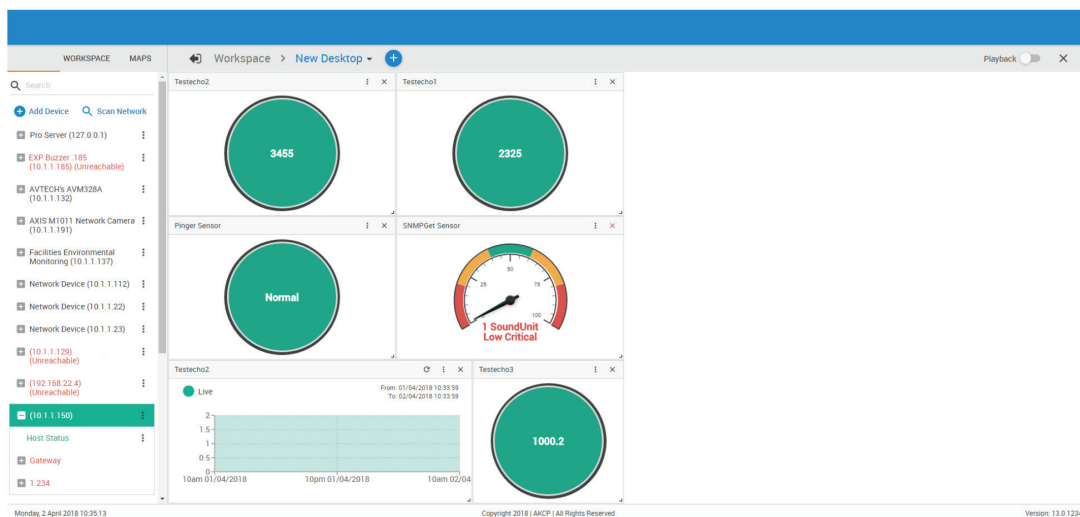 WORKSPACE MAPS
Workspace > New Desktop
Playback
Search
Add Device Scan Network
Pro Server (127.0.0.1)
EXP Buzzer .185
(10.1.1.185) (Unreachable)
AVTECH's AVM328A
(10.1.1.132)
AXIS M1011 Network Camera
(10.1.1.191)
Facilities Environmental
Monitoring (10.1.1.137)
Network Device (10.1.1.112)
Network Device (10.1.1.22)
Network Device (10.1.1.23)
(10.1.1.129)
(Unreachable)
(192.168.22.4)
(Unreachable)
(10.1.1.150)
Host Status
Gateway
1.234
Testecho2
3455
Testecho1
2325
Pinger Sensor
Normal
SNMPGet Sensor
25
50
75
100
1 SoundUnit
Low Critical
Testecho2
Live
From: 01/04/2018 10:33:59
To: 02/04/2018 10:33:59
2
1.5
1
0.5
0
10am 01/04/2018 10pm 01/04/2018 10am 02/04
Testecho3
1000.2
Monday, 2 April 2018 10:35:13
Copyright 2018 | AKCP | All Rights Reserved
Version: 13.0.1234